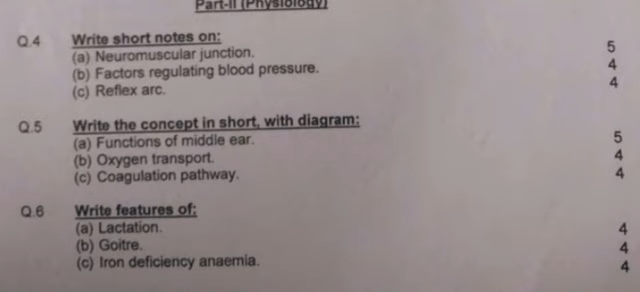 Part-II (Physiology)
Q.4 Write short notes on:
(a) Neuromuscular junction. 5
(b) Factors regulating blood pressure. 4
(c) Reflex arc. 4
Q.5 Write the concept in short, with diagram:
(a) Functions of middle ear. 5
(b) Oxygen transport. 4
(c) Coagulation pathway. 4
Q.6 Write features of:
(a) Lactation. 4
(b) Goitre. 4
(c) Iron deficiency anaemia. 4